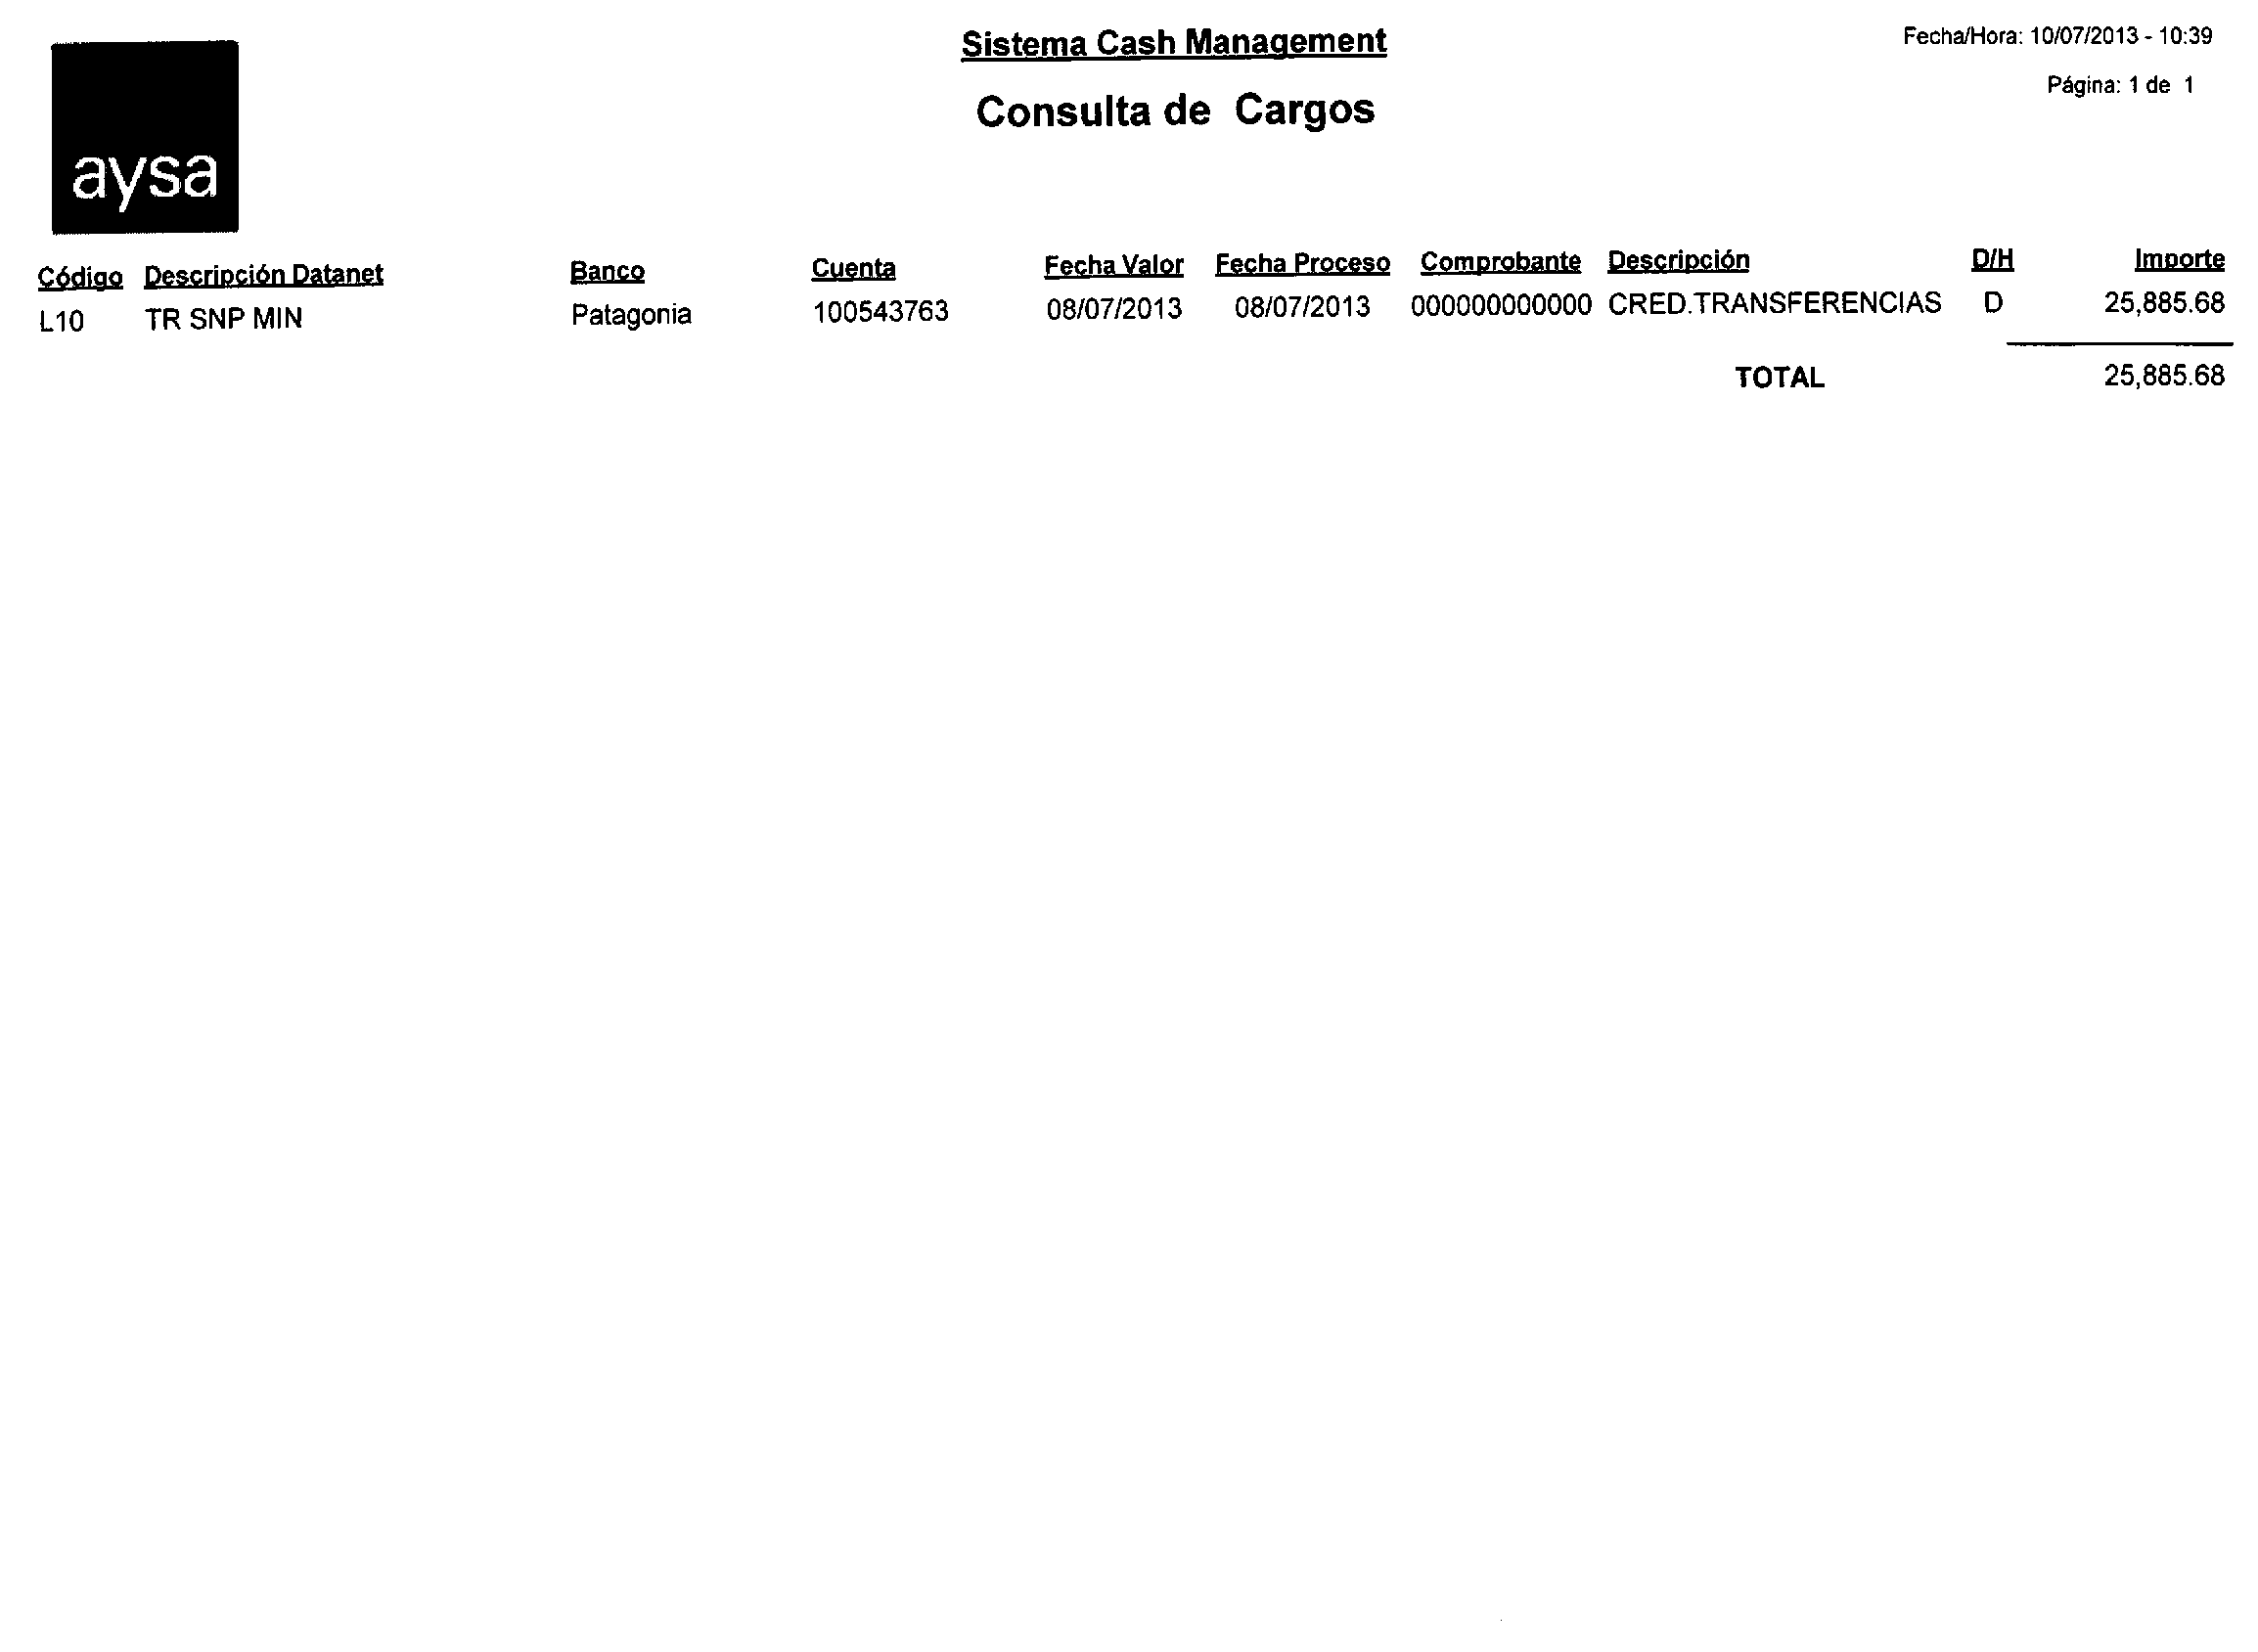 Sistema Cash Management
Fecha/Hora: 10/07/2013 - 10:39
Página: 1 de 1
Consulta de Cargos
aysa
Código Descripción Datanet Banco Cuenta Fecha Valor Fecha Proceso Comprobante Descripción D/H Importe
L10 TR SNP MIN Patagonia 100543763 08/07/2013 08/07/2013 000000000000 CRED.TRANSFERENCIAS D 25,885.68
TOTAL 25,885.68